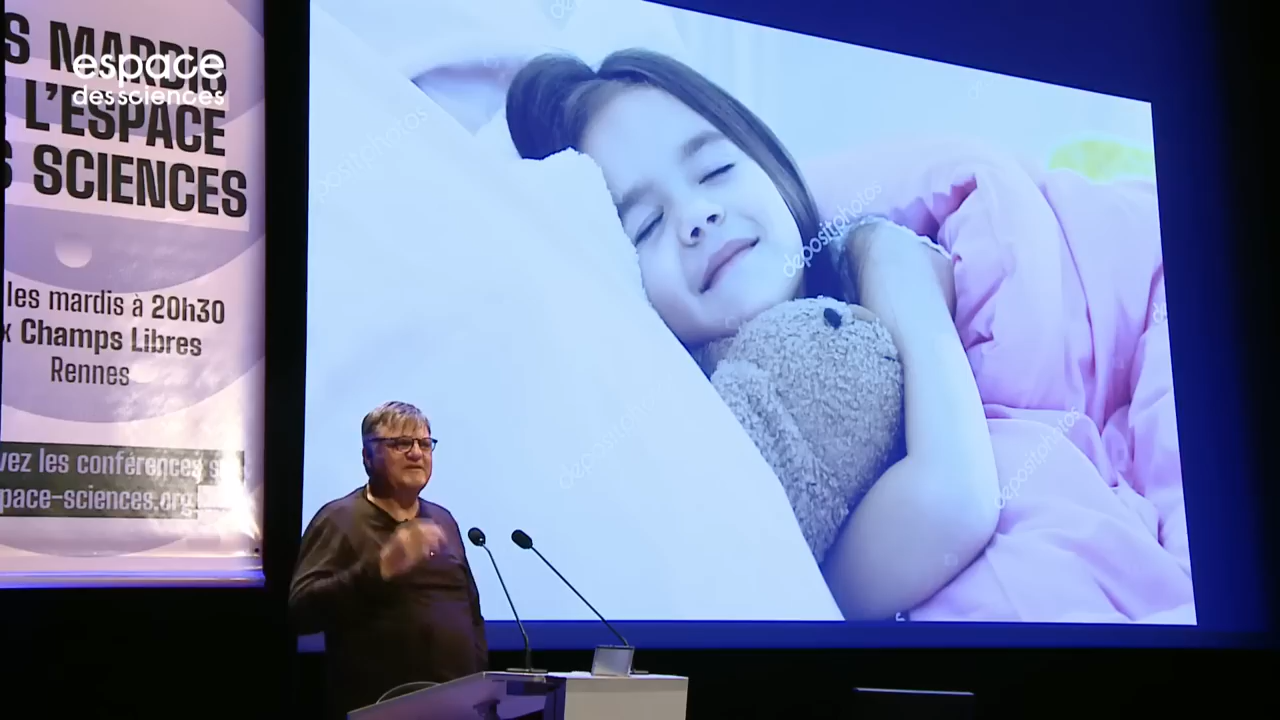 S MARDIS
L'ESPACE
S SCIENCES
espace
des sciences
les mardis à 20h30
x Champs Libres
Rennes
vez les conférences s
pace-sciences.org
depositphotos
depositphotos
depositphotos
depositphotos